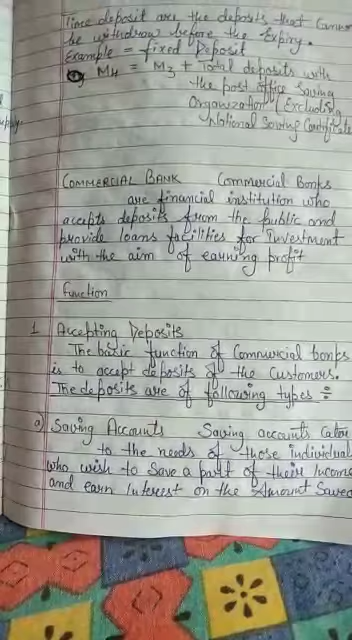 Time deposit are the deposits that cannot
be withdrow before the Expiry.
Example = fixed Deposit
M4 = M3 + Total deposits with
the post office Saving
Organization Excluding
National Saving Certificate
COMMERCIAL BANK Commercial Banks
are financial institution who
accepts deposits from the public and
provide loans facilities for Investment
with the aim of earning profit
function
1 Accepting Deposits
The basic function of Commercial banks
is to accept deposits of the Customers.
The deposits are of following types :
a) Saving Accounts Saving accounts Cater
to the needs of those individual
who wish to Save a part of their Income
and earn Interest on the Amount Saved